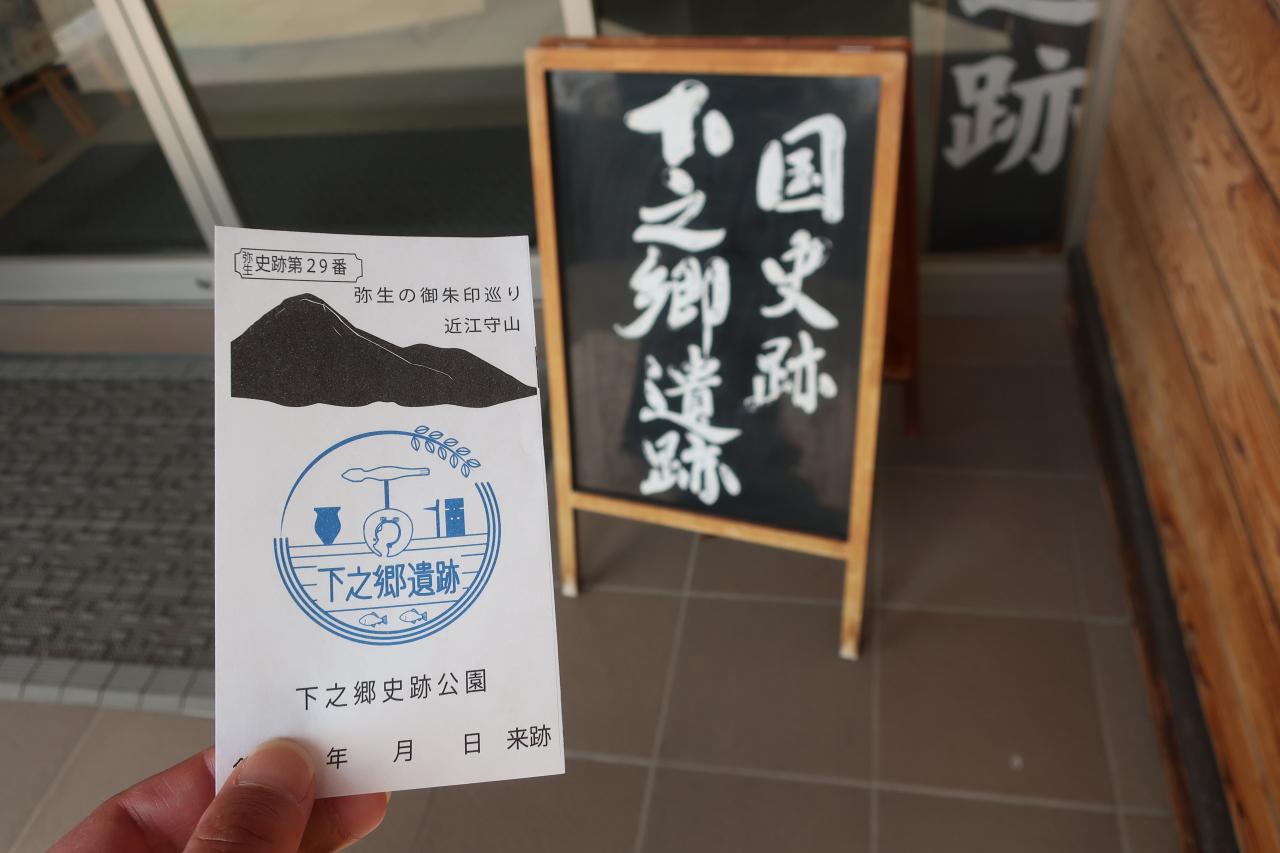 弥生
史跡第29番
弥生の御朱印巡り
近江守山
下之郷遺跡
下之郷史跡公園
年 月 日 来跡
国史跡
下之郷遺跡
跡